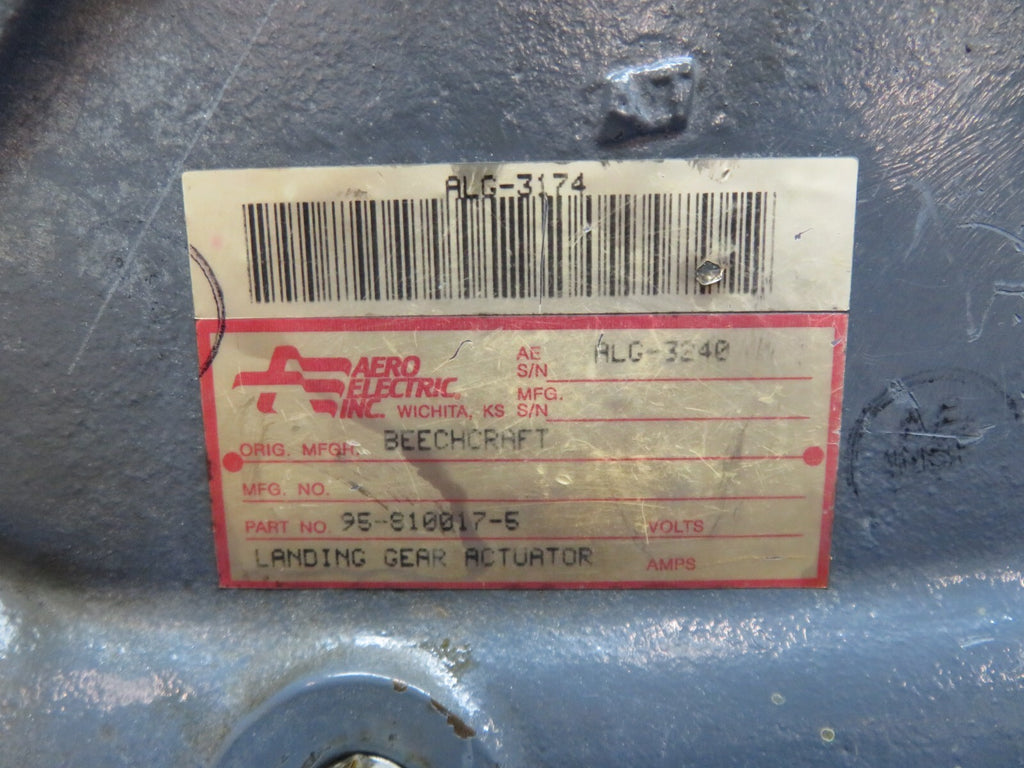 ALG-3174
AERO
ELECTRIC,
INC. WICHITA, KS
AE
S/N ALG-3240
MFG.
S/N
ORIG. MFGR. BEECHCRAFT
MFG. NO.
PART NO. 95-810017-5
VOLTS
LANDING GEAR ACTUATOR
AMPS
A.E.